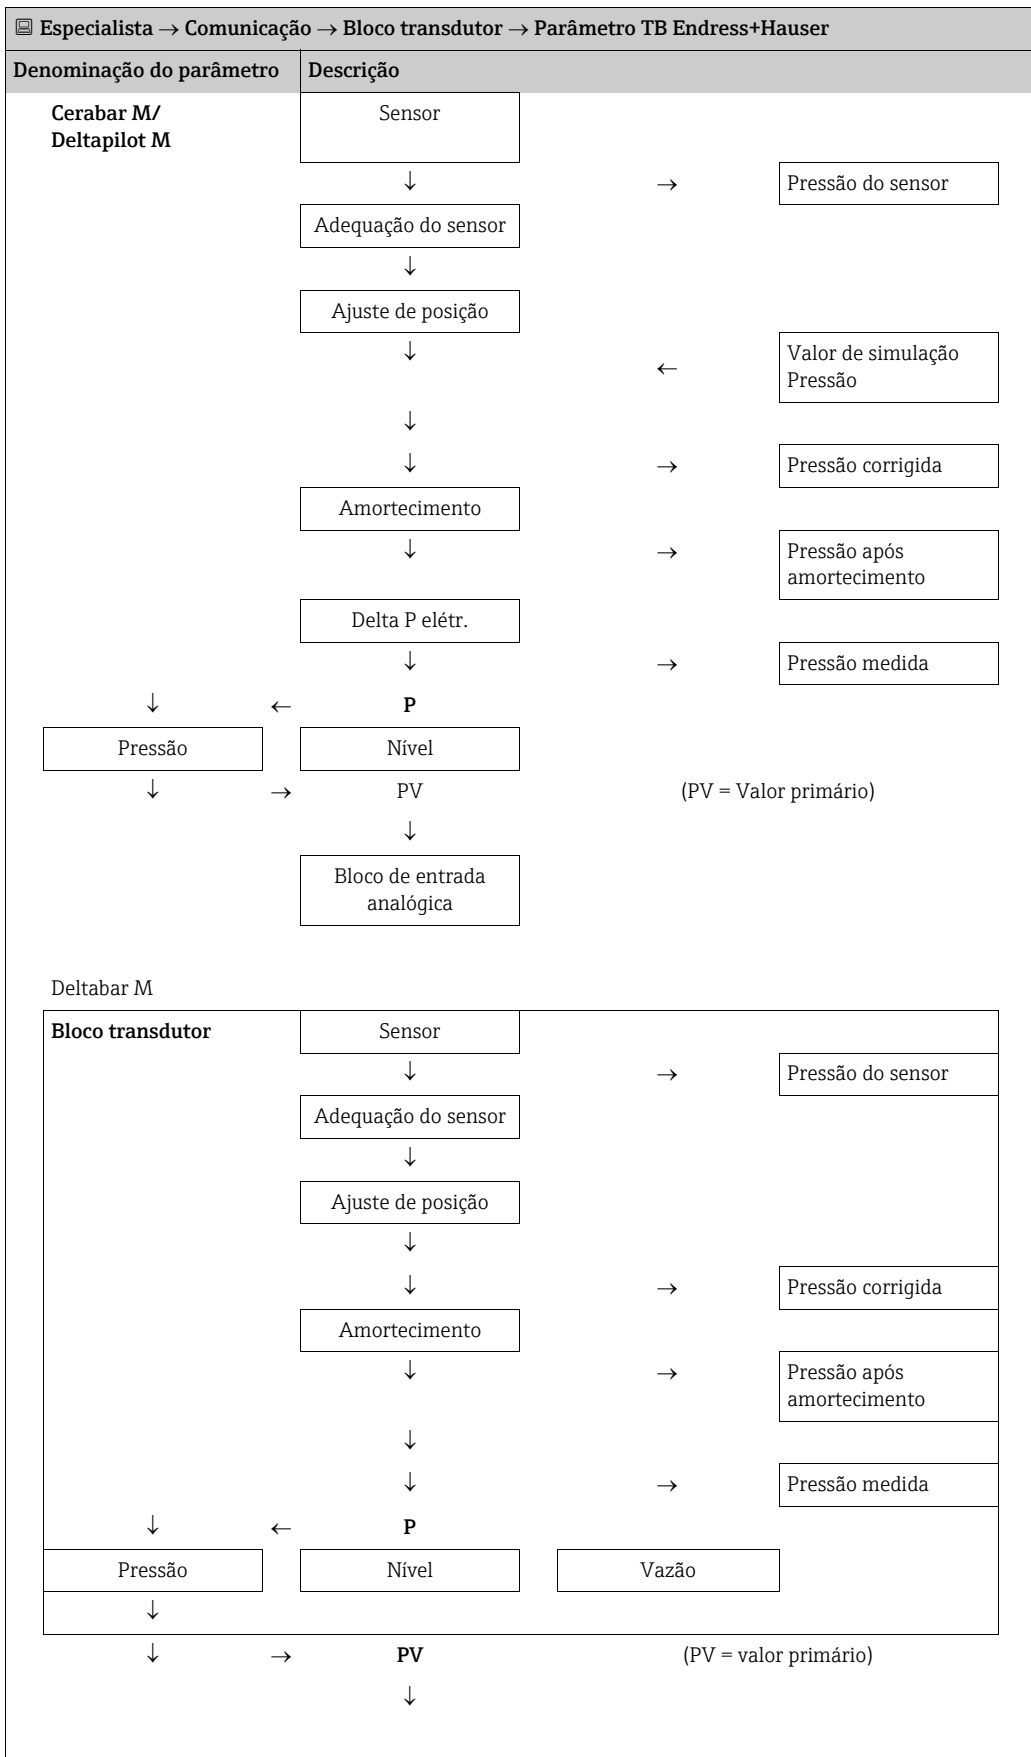 Especialista → Comunicação → Bloco transdutor → Parâmetro TB Endress+Hauser
Denominação do parâmetro Descrição
Cerabar M/
Deltapilot M
Sensor
↓ → Pressão do sensor
Adequação do sensor
↓
Ajuste de posição
↓ ← Valor de simulação
Pressão
↓
↓ → Pressão corrigida
Amortecimento
↓ → Pressão após
amortecimento
Delta P elétr.
↓ → Pressão medida
↓ ← P
Pressão Nível
↓ → PV (PV = Valor primário)
↓
Bloco de entrada
analógica
Deltabar M
Bloco transdutor Sensor
↓ → Pressão do sensor
Adequação do sensor
↓
Ajuste de posição
↓
↓ → Pressão corrigida
Amortecimento
↓ → Pressão após
amortecimento
↓
↓ → Pressão medida
↓ ← P
Pressão Nível Vazão
↓
↓ → PV (PV = valor primário)
↓